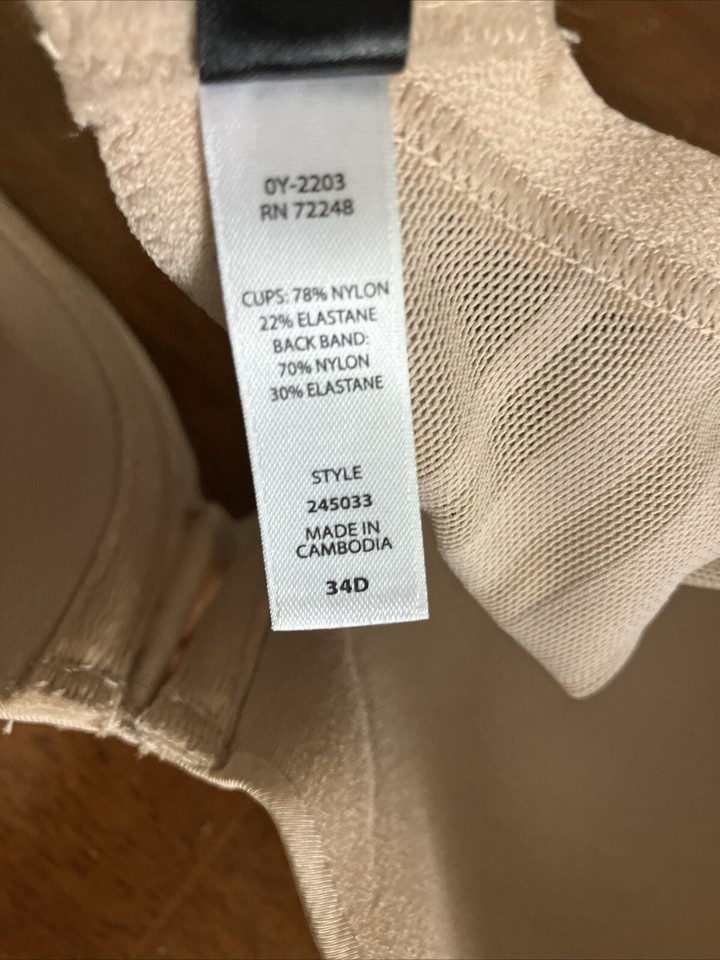 0Y-2203
RN 72248
CUPS: 78% NYLON
22% ELASTANE
BACK BAND:
70% NYLON
30% ELASTANE
STYLE
245033
MADE IN
CAMBODIA
34D